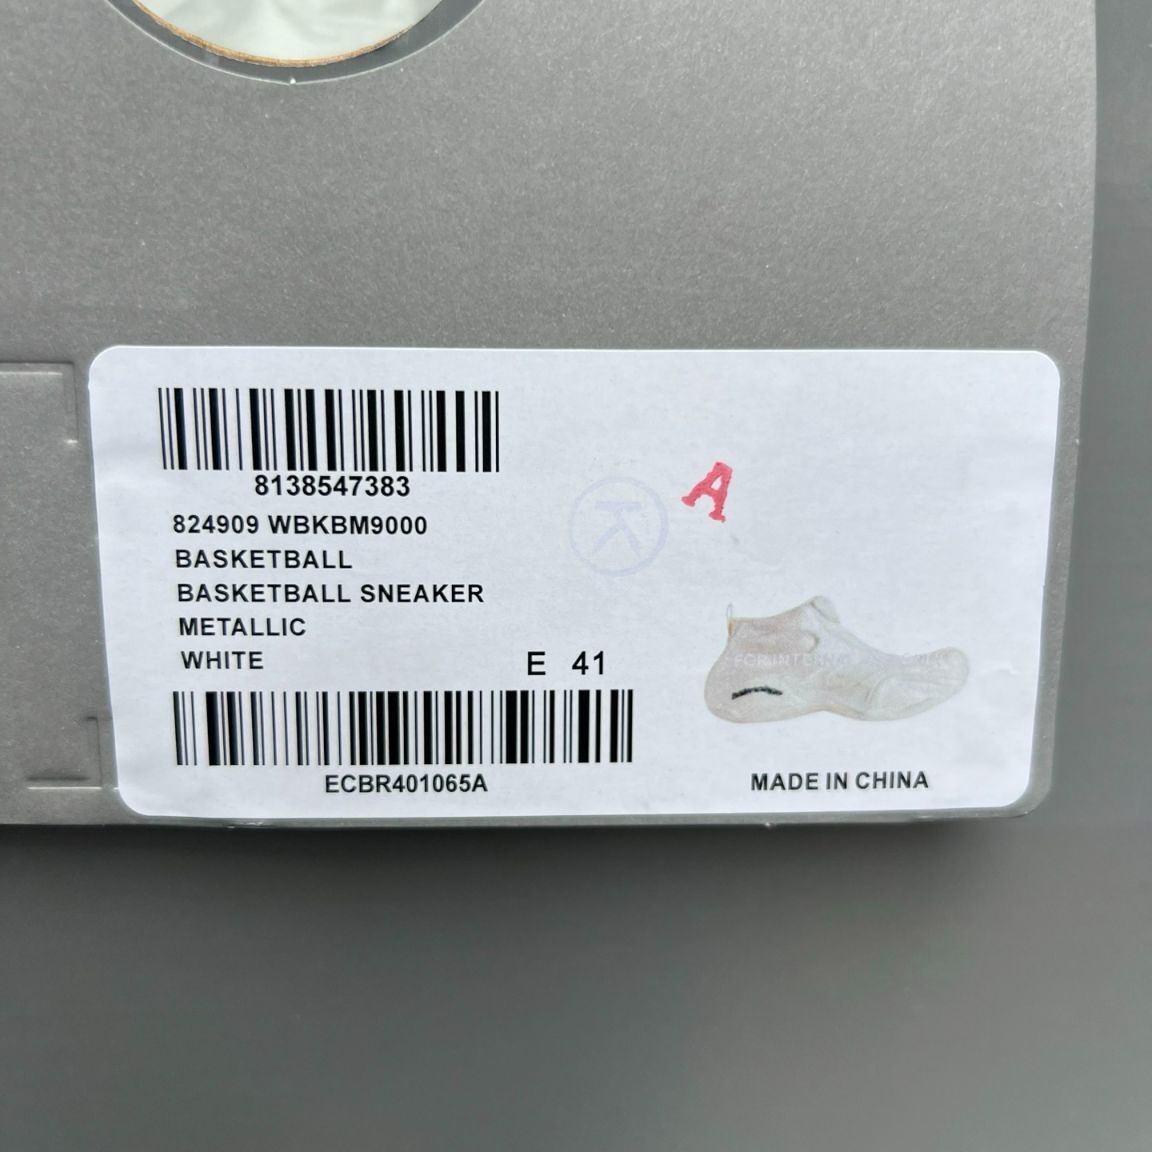 8138547383
824909 WBKBM9000
BASKETBALL
BASKETBALL SNEAKER
METALLIC
WHITE
E 41
ECBR401065A
A
K
MADE IN CHINA